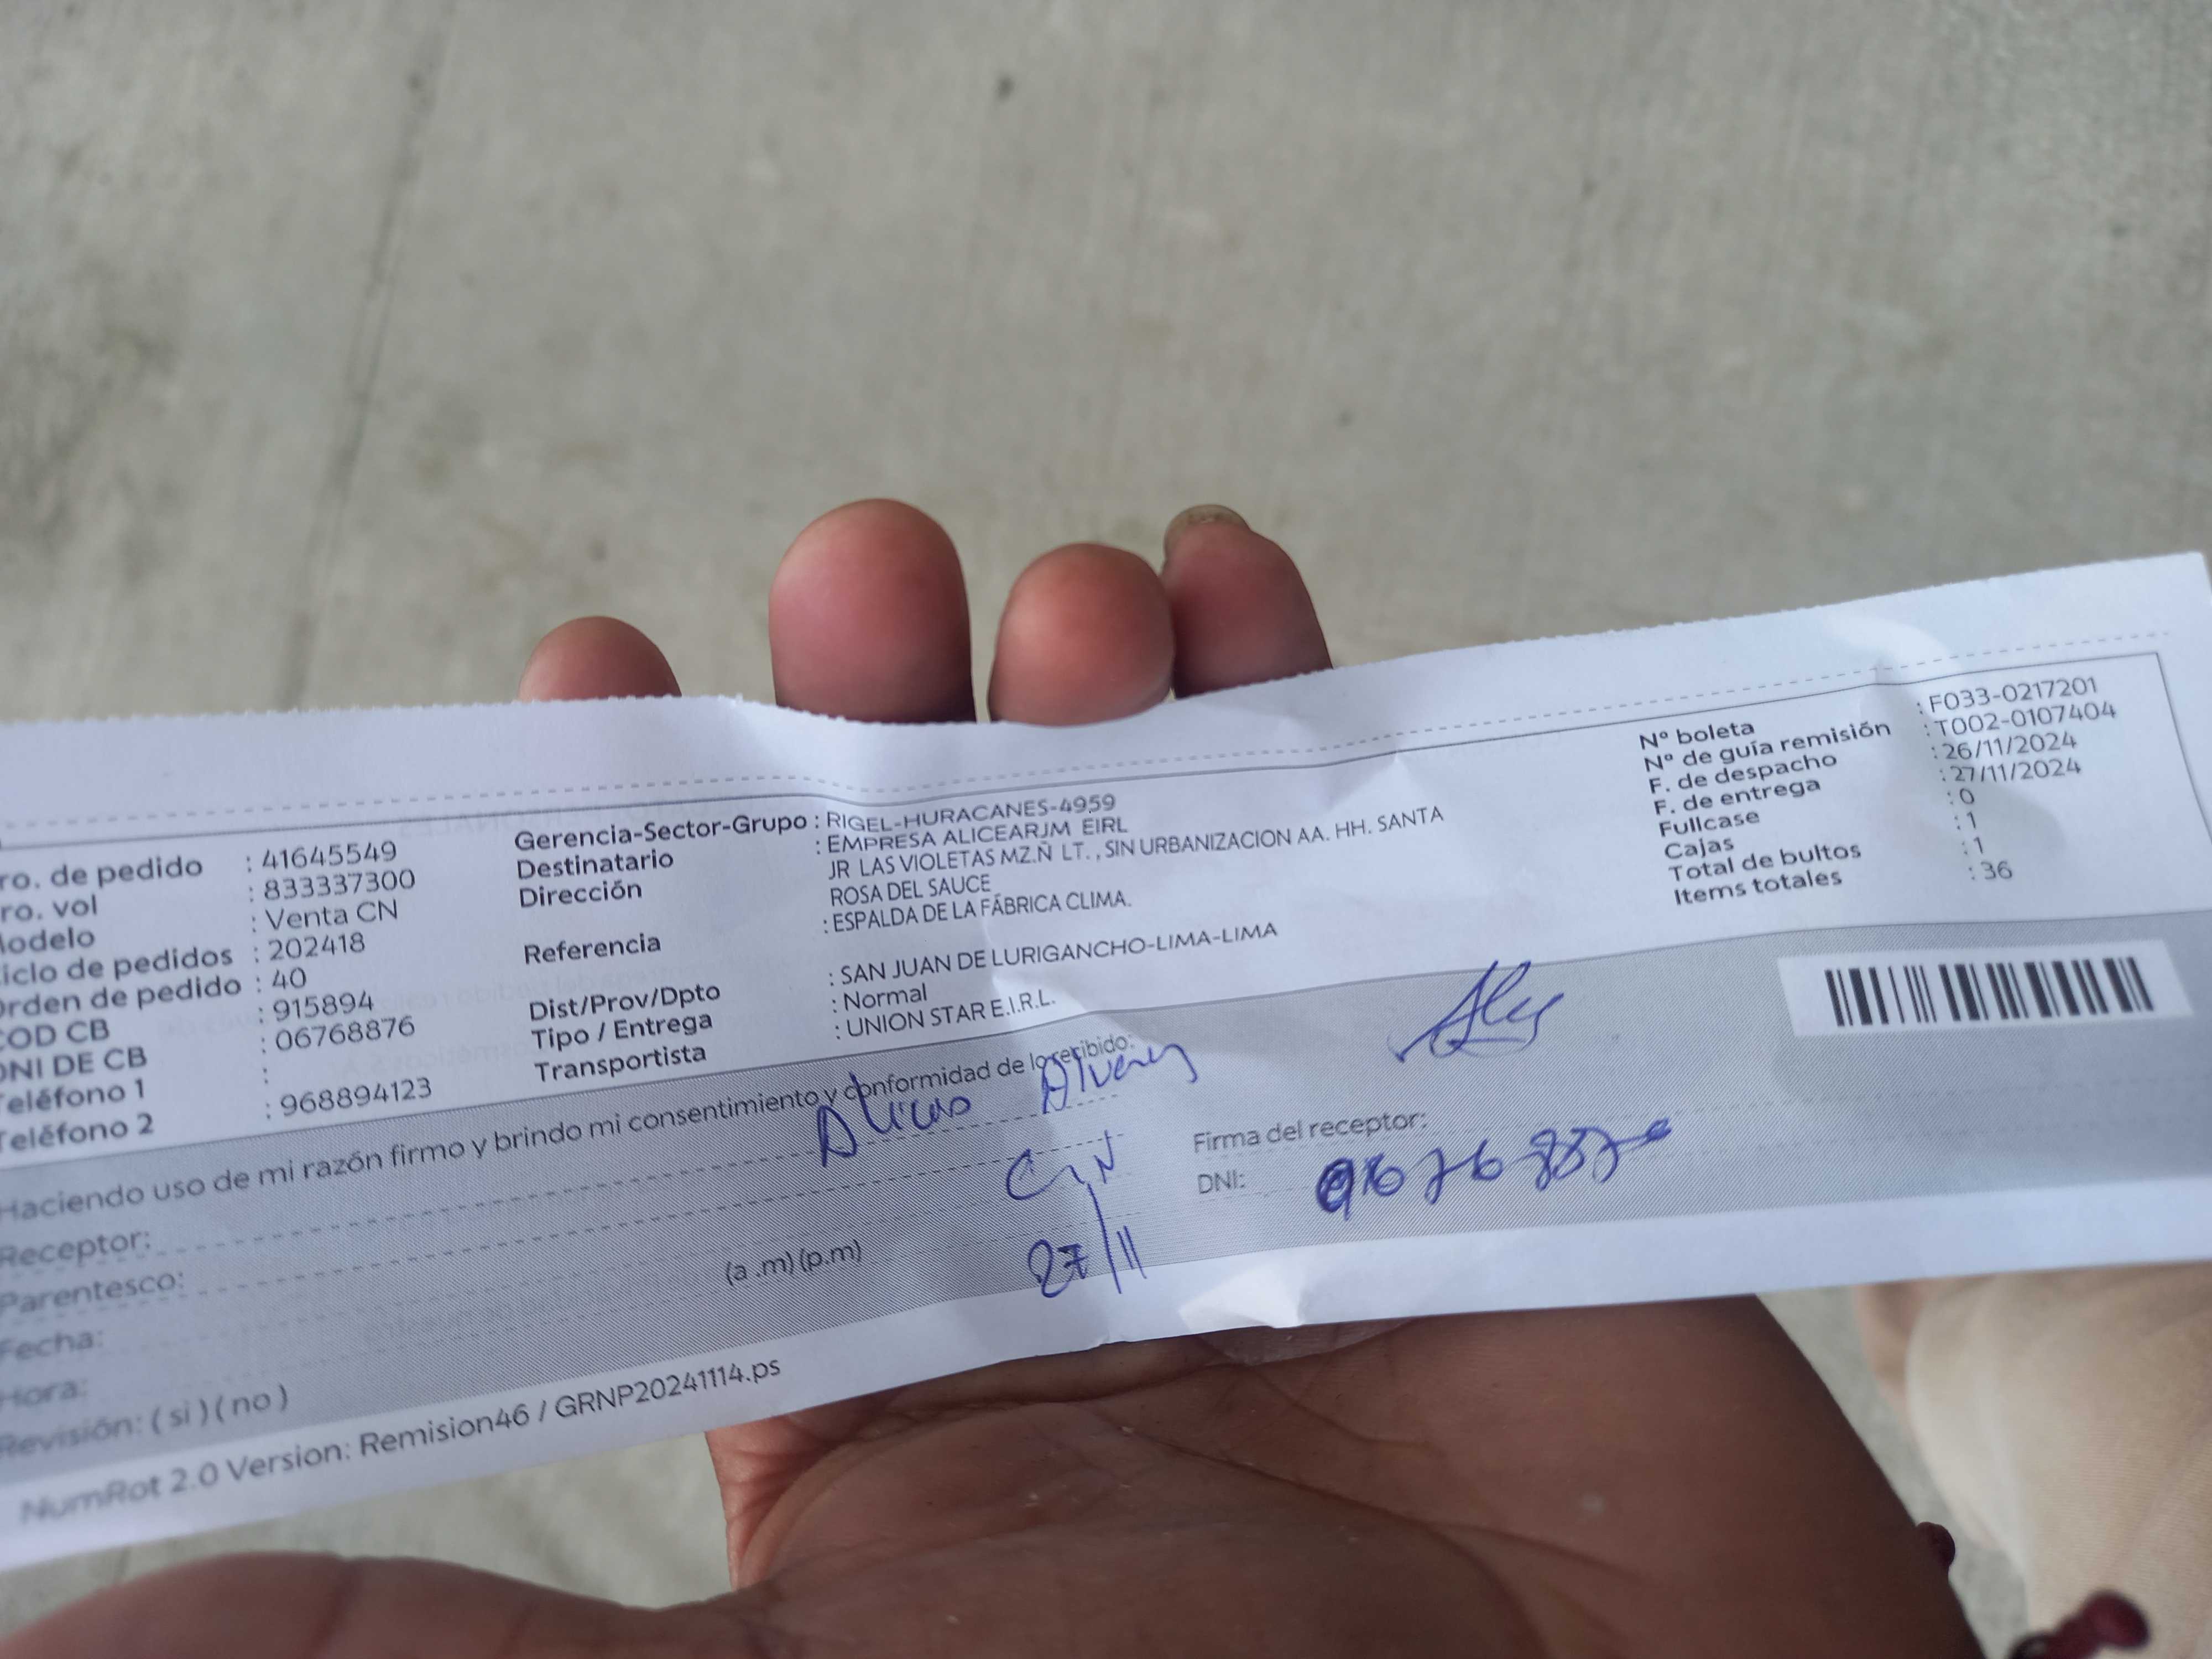 ro. de pedido : 41645549
ro. vol : 833337300
odelo : Venta CN
iclo de pedidos : 202418
rden de pedido : 40
COD CB : 915894
DNI DE CB : 06768876
Teléfono 1 :
Teléfono 2 : 968894123
Gerencia-Sector-Grupo : RIGEL-HURACANES-4959
Destinatario : EMPRESA ALICEARJM EIRL
Dirección JR LAS VIOLETAS MZ.Ñ LT. , SIN URBANIZACION AA. HH. SANTA
ROSA DEL SAUCE
Referencia : ESPALDA DE LA FÁBRICA CLIMA.
Dist/Prov/Dpto : SAN JUAN DE LURIGANCHO-LIMA-LIMA
Tipo / Entrega : Normal
Transportista : UNION STAR E.I.R.L.
Nº boleta : F033-0217201
Nº de guía remisión : T002-0107404
F. de despacho : 26/11/2024
F. de entrega : 27/11/2024
Fullcase : 0
Cajas : 1
Total de bultos : 1
Items totales : 36
Haciendo uso de mi razón firmo y brindo mi consentimiento y conformidad de lo recibido:
Receptor:
Parentesco: CN
Fecha: 27/11
Hora: (a .m) (p.m)
Revisión: ( si ) ( no )
Firma del receptor:
DNI:
NumRot 2.0 Version: Remision46 / GRNP20241114.ps